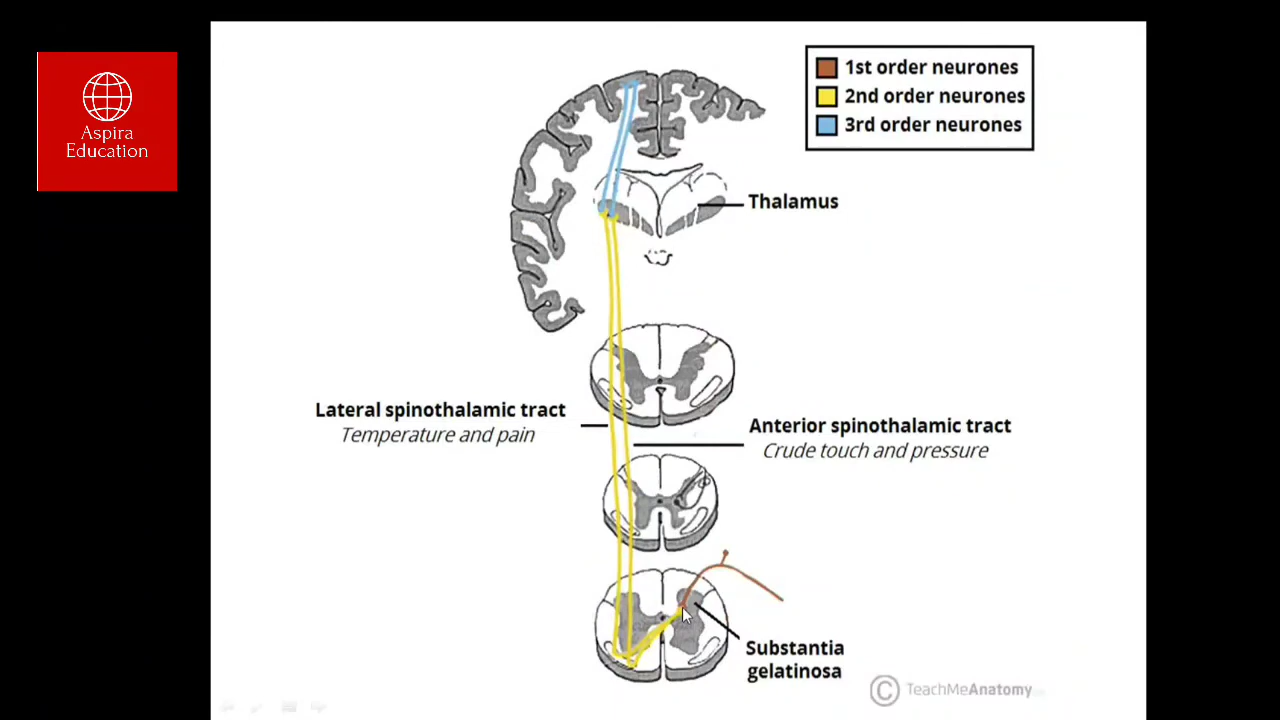 Aspira
Education
1st order neurones
2nd order neurones
3rd order neurones
Thalamus
Lateral spinothalamic tract
Temperature and pain
Anterior spinothalamic tract
Crude touch and pressure
Substantia
gelatinosa
© TeachMeAnatomy